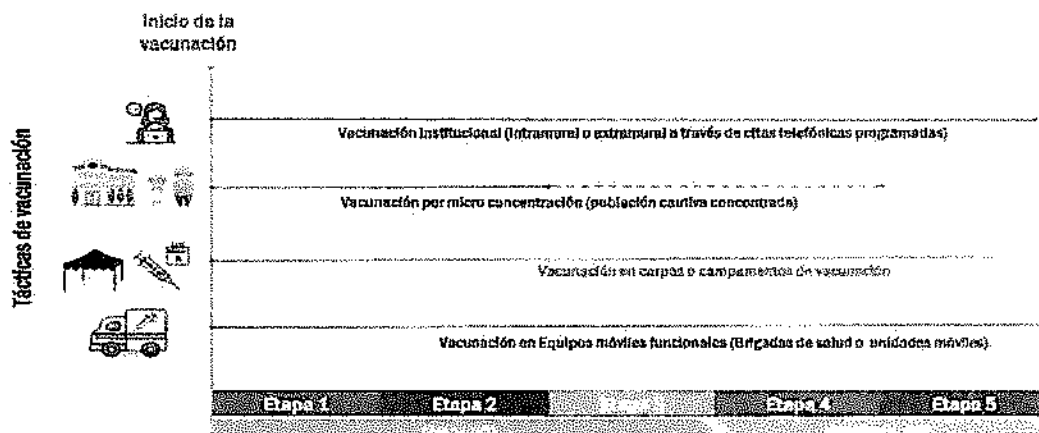 Inicio de la
vacunación
Tácticas de vacunación
Vacunación Institucional (Intramural o extramural a través de citas telefónicas programadas)
Vacunación por micro concentración (población cautiva concentrada)
Vacunación en carpas o campamentos de vacunación
Vacunación en Equipos móviles funcionales (Brigadas de salud o unidades móviles).
Etapa 1 Etapa 2 Etapa 3 Etapa 4 Etapa 5